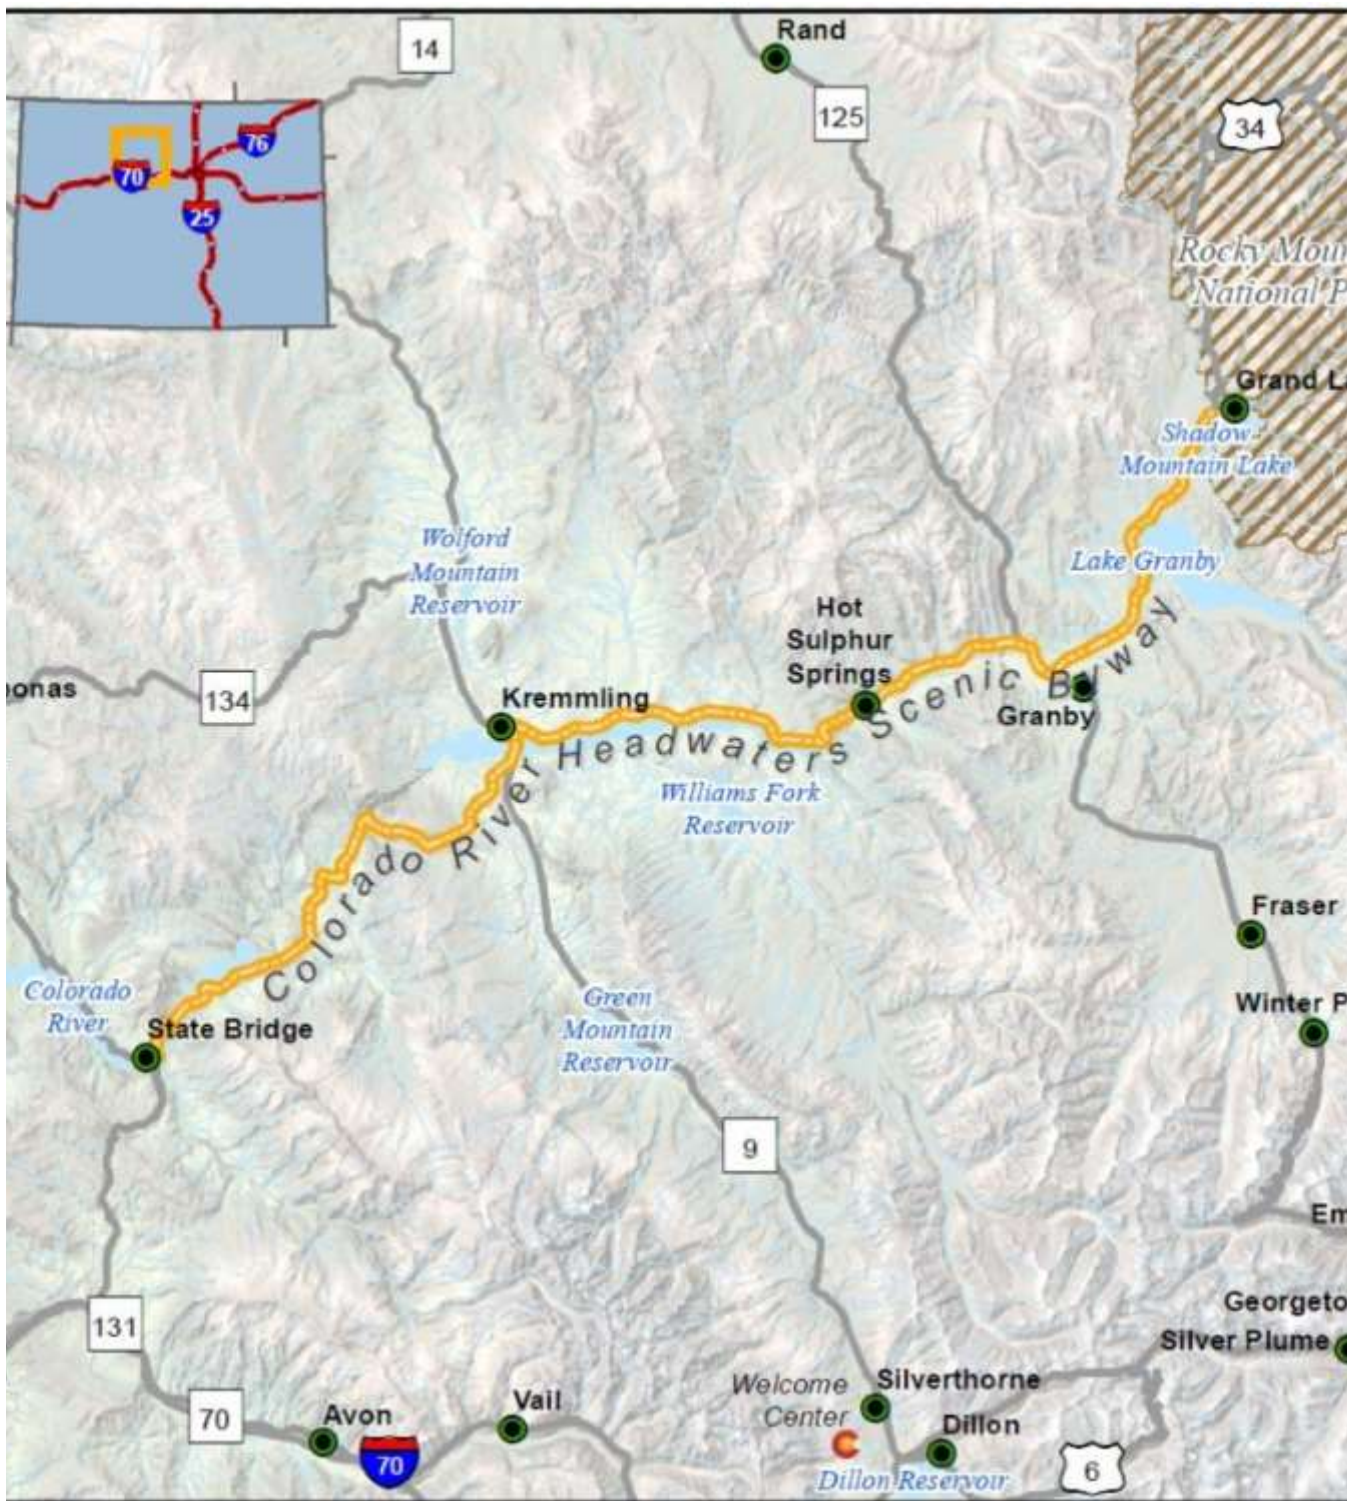 14
Rand
125
34
76
70
25
Rocky Moun
National P
Grand La
Shadow
Mountain Lake
Wolford
Mountain
Reservoir
Lake Granby
Hot
Sulphur
Springs
134
onas
Kremmling
Granby
Colorado River Headwaters Scenic Byway
Williams Fork
Reservoir
Fraser
Colorado
River
State Bridge
Green
Mountain
Reservoir
Winter P
9
Em
131
Georgeto
Silver Plume
Welcome
Center
Silverthorne
70
Avon
Vail
Dillon
70
Dillon Reservoir
6